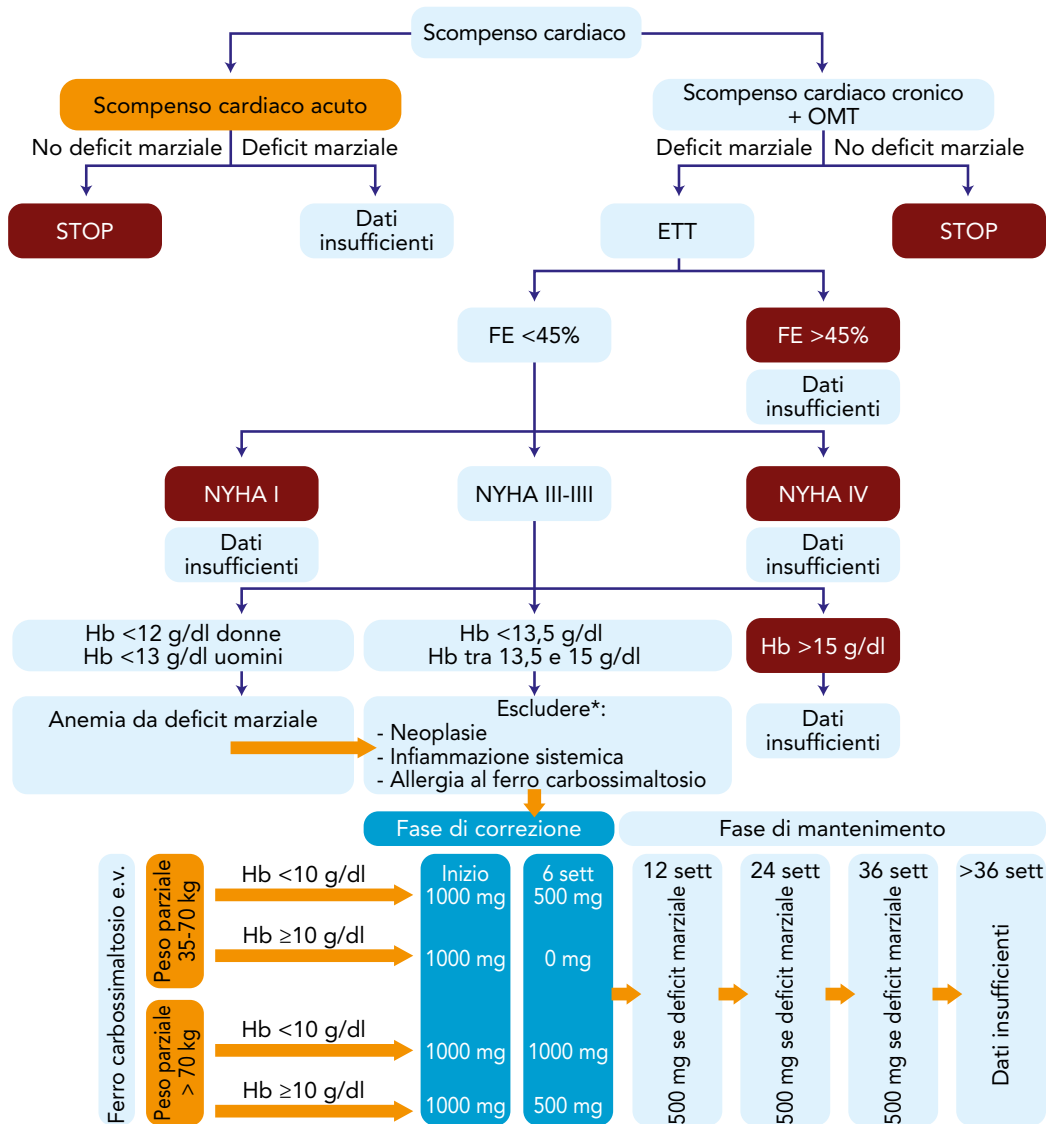 Scompenso cardiaco
Scompenso cardiaco acuto
Scompenso cardiaco cronico
+ OMT
No deficit marziale
Deficit marziale
Deficit marziale
No deficit marziale
STOP
Dati
insufficienti
ETT
STOP
FE <45%
FE >45%
Dati
insufficienti
NYHA I
NYHA III-IIII
NYHA IV
Dati
insufficienti
Dati
insufficienti
Hb <12 g/dl donne
Hb <13 g/dl uomini
Hb <13,5 g/dl
Hb tra 13,5 e 15 g/dl
Hb >15 g/dl
Anemia da deficit marziale
Escludere*:
- Neoplasie
- Infiammazione sistemica
- Allergia al ferro carbossimaltosio
Dati
insufficienti
Fase di correzione
Fase di mantenimento
Ferro carbossimaltosio e.v.
Peso parziale
35-70 kg
Hb <10 g/dl
Hb ≥10 g/dl
Peso parziale
> 70 kg
Hb <10 g/dl
Hb ≥10 g/dl
Inizio
1000 mg
1000 mg
1000 mg
1000 mg
6 sett
500 mg
0 mg
1000 mg
500 mg
12 sett
500 mg se deficit marziale
24 sett
500 mg se deficit marziale
36 sett
500 mg se deficit marziale
>36 sett
Dati insufficienti